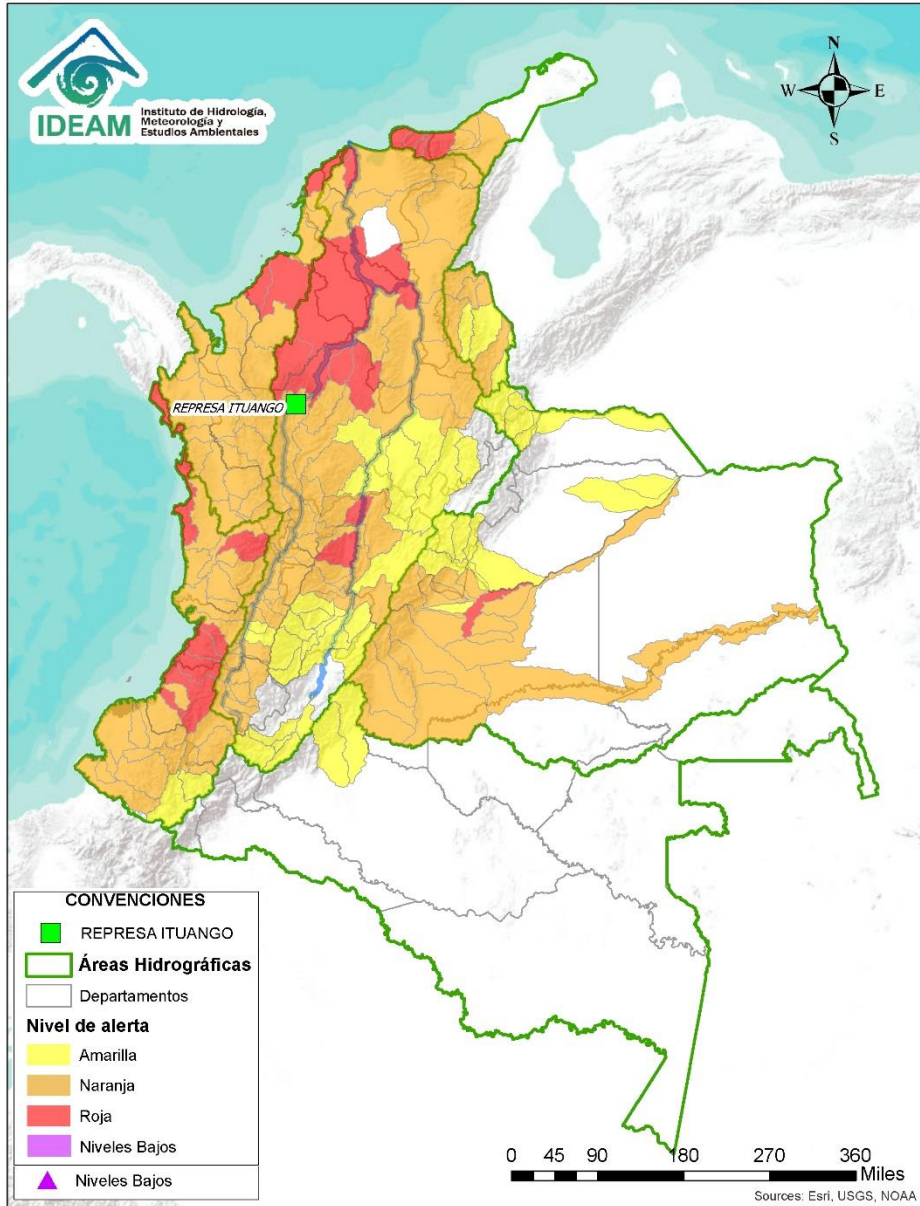 IDEAM
Instituto de Hidrología,
Meteorología y
Estudios Ambientales
N
W
E
S
REPRESA ITUANGO
CONVENCIONES
REPRESA ITUANGO
Áreas Hidrográficas
Departamentos
Nivel de alerta
Amarilla
Naranja
Roja
Niveles Bajos
Niveles Bajos
0 45 90 180 270 360
Miles
Sources: Esri, USGS, NOAA